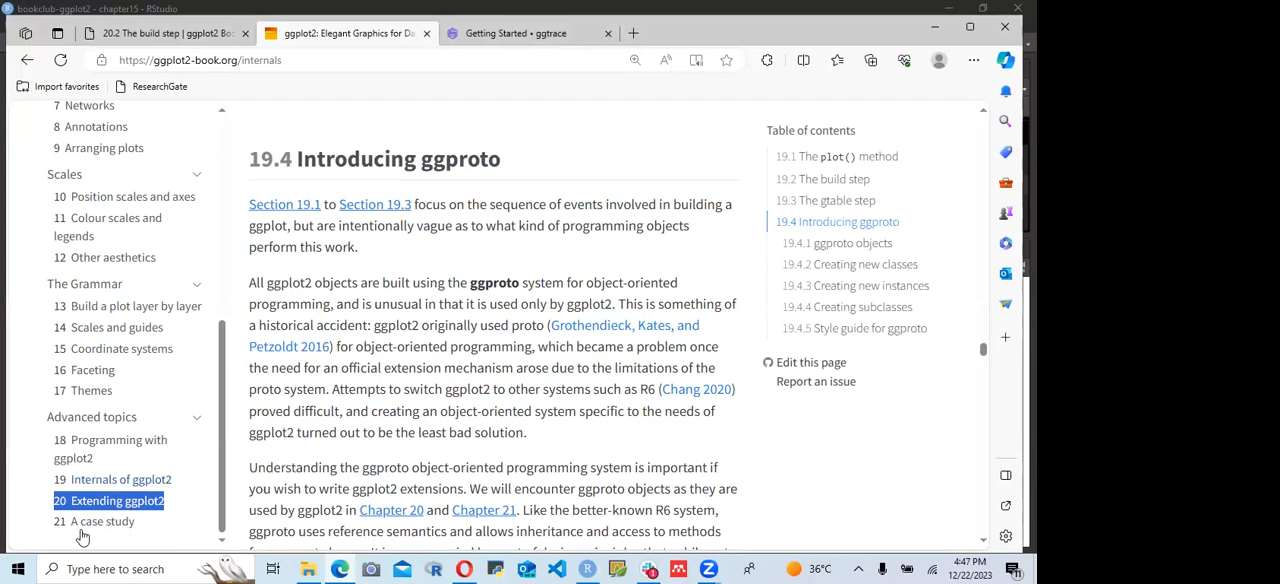 bookclub-ggplot2 - chapter15 - RStudio
20.2 The build step | ggplot2 Boo
ggplot2: Elegant Graphics for Da
Getting Started • ggtrace
https://ggplot2-book.org/internals
Import favorites
ResearchGate
7 Networks
8 Annotations
9 Arranging plots
Scales
10 Position scales and axes
11 Colour scales and
legends
12 Other aesthetics
The Grammar
13 Build a plot layer by layer
14 Scales and guides
15 Coordinate systems
16 Faceting
17 Themes
Advanced topics
18 Programming with
ggplot2
19 Internals of ggplot2
20 Extending ggplot2
21 A case study
19.4 Introducing ggproto
Section 19.1 to Section 19.3 focus on the sequence of events involved in building a
ggplot, but are intentionally vague as to what kind of programming objects
perform this work.
All ggplot2 objects are built using the ggproto system for object-oriented
programming, and is unusual in that it is used only by ggplot2. This is something of
a historical accident: ggplot2 originally used proto (Grothendieck, Kates, and
Petzoldt 2016) for object-oriented programming, which became a problem once
the need for an official extension mechanism arose due to the limitations of the
proto system. Attempts to switch ggplot2 to other systems such as R6 (Chang 2020)
proved difficult, and creating an object-oriented system specific to the needs of
ggplot2 turned out to be the least bad solution.
Understanding the ggproto object-oriented programming system is important if
you wish to write ggplot2 extensions. We will encounter ggproto objects as they are
used by ggplot2 in Chapter 20 and Chapter 21. Like the better-known R6 system,
ggproto uses reference semantics and allows inheritance and access to methods
Table of contents
19.1 The plot() method
19.2 The build step
19.3 The gtable step
19.4 Introducing ggproto
19.4.1 ggproto objects
19.4.2 Creating new classes
19.4.3 Creating new instances
19.4.4 Creating subclasses
19.4.5 Style guide for ggproto
Edit this page
Report an issue
Type here to search
36°C
4:47 PM
12/22/2023